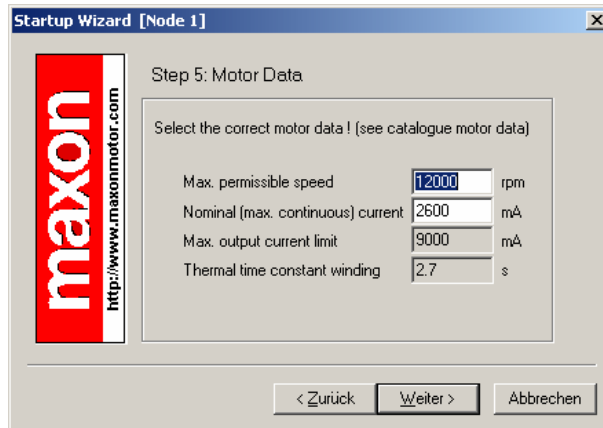 Startup Wizard [Node 1]
maxon
http://www.maxonmotor.com
Step 5: Motor Data
Select the correct motor data ! (see catalogue motor data)
Max. permissible speed 12000 rpm
Nominal (max. continuous) current 2600 mA
Max. output current limit 9000 mA
Thermal time constant winding 2.7 s
< Zurück Weiter > Abbrechen